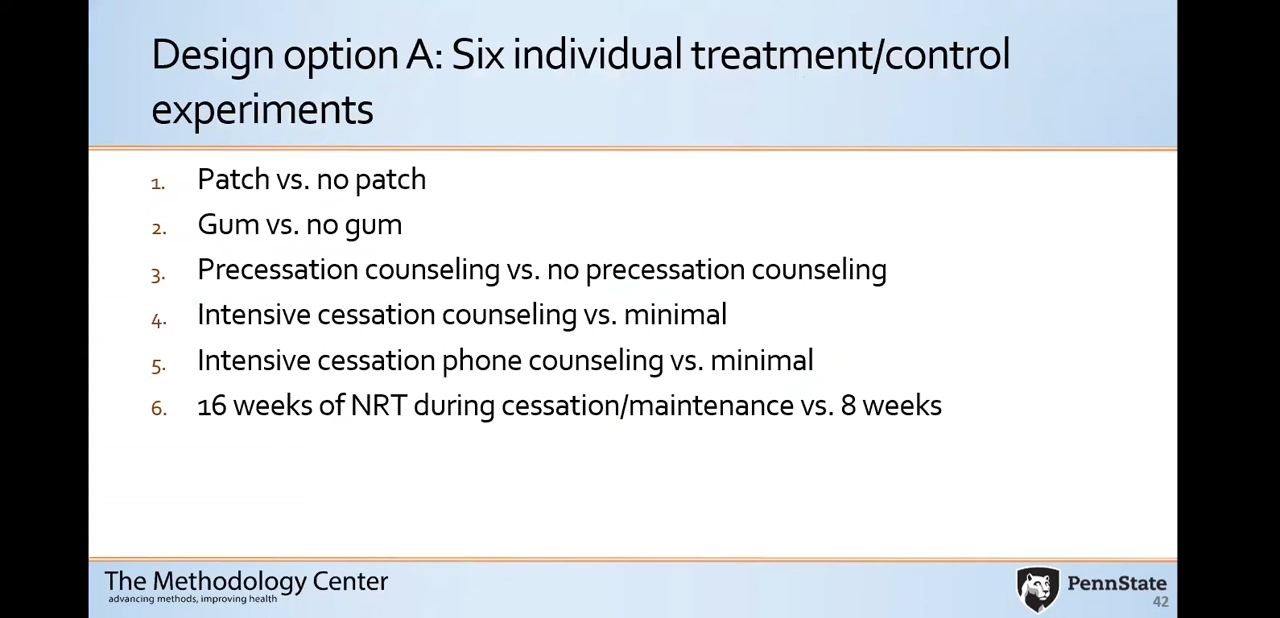 Design option A: Six individual treatment/control
experiments
1. Patch vs. no patch
2. Gum vs. no gum
3. Precessation counseling vs. no precessation counseling
4. Intensive cessation counseling vs. minimal
5. Intensive cessation phone counseling vs. minimal
6. 16 weeks of NRT during cessation/maintenance vs. 8 weeks
The Methodology Center
advancing methods, improving health
PennState
42